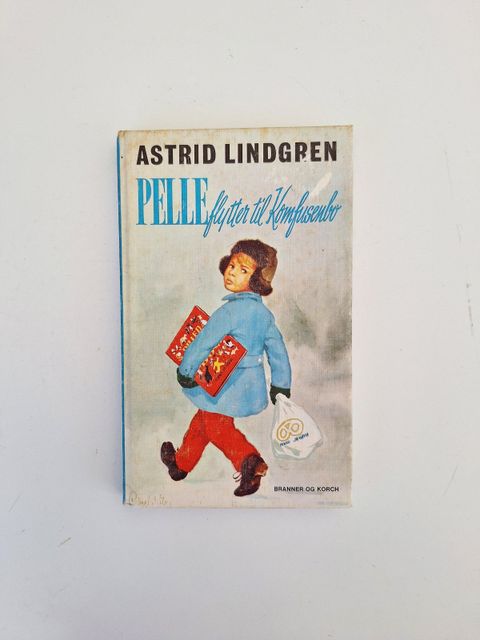 ASTRID LINDGREN
PELLE flytter til Komfusenbo
BRANNER OG KORCH